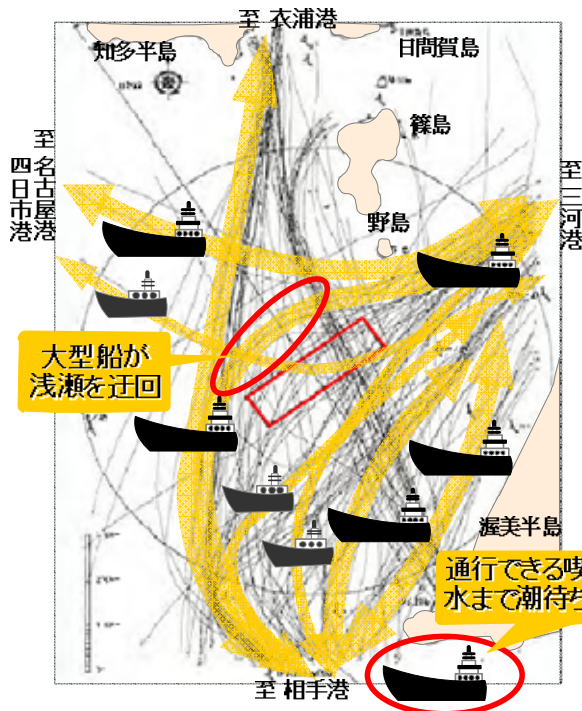 至 衣浦港
知多半島
日間賀島
篠島
至 名古屋港
四日市港
至 三河港
野島
大型船が
浅瀬を迂回
渥美半島
通行できる喫
水まで潮待ち
至 相手港